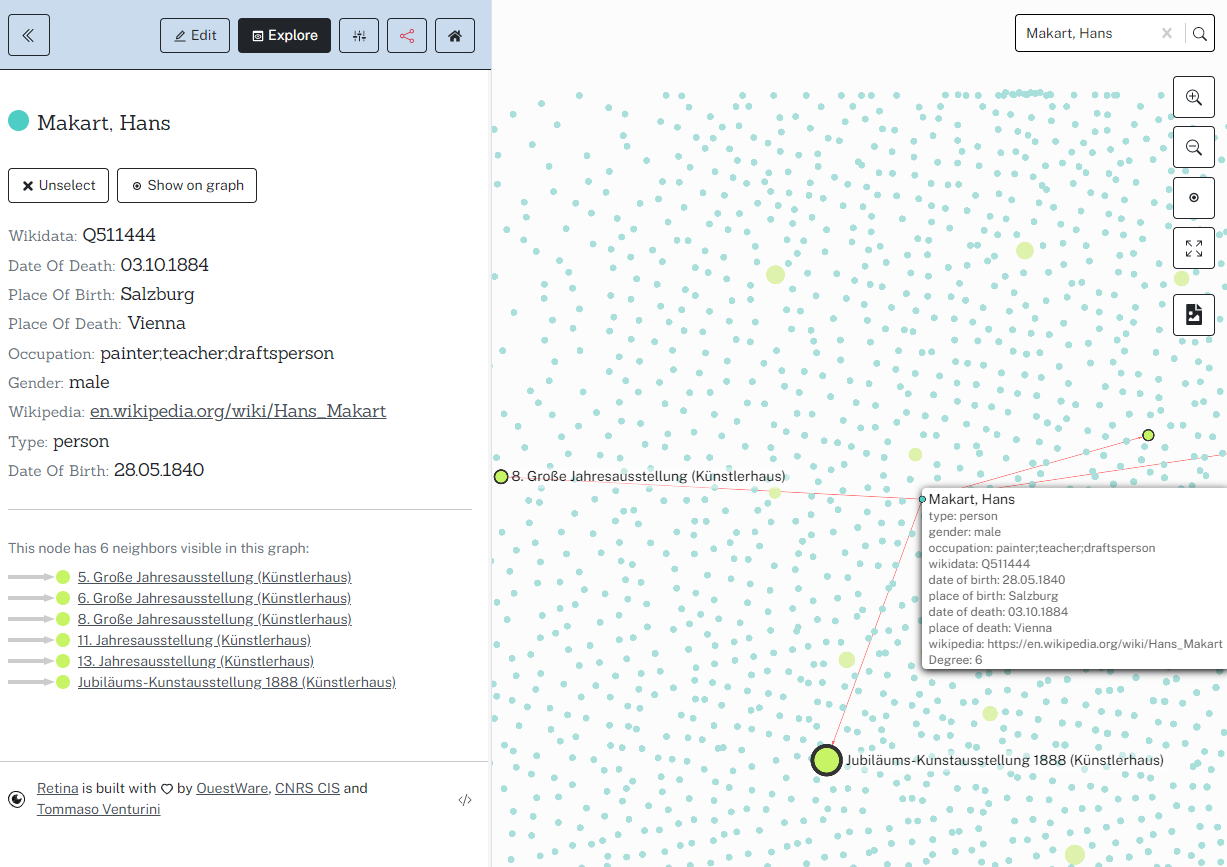 Edit
Explore
Makart, Hans
Makart, Hans
Unselect
Show on graph
Wikidata: Q511444
Date Of Death: 03.10.1884
Place Of Birth: Salzburg
Place Of Death: Vienna
Occupation: painter;teacher;draftsperson
Gender: male
Wikipedia: en.wikipedia.org/wiki/Hans_Makart
Type: person
Date Of Birth: 28.05.1840
This node has 6 neighbors visible in this graph:
5. Große Jahresausstellung (Künstlerhaus)
6. Große Jahresausstellung (Künstlerhaus)
8. Große Jahresausstellung (Künstlerhaus)
11. Jahresausstellung (Künstlerhaus)
13. Jahresausstellung (Künstlerhaus)
Jubiläums-Kunstausstellung 1888 (Künstlerhaus)
Retina is built with ♡ by OuestWare, CNRS CIS and
Tommaso Venturini
8. Große Jahresausstellung (Künstlerhaus)
Makart, Hans
type: person
gender: male
occupation: painter;teacher;draftsperson
wikidata: Q511444
date of birth: 28.05.1840
place of birth: Salzburg
date of death: 03.10.1884
place of death: Vienna
wikipedia: https://en.wikipedia.org/wiki/Hans_Makart
Degree: 6
Jubiläums-Kunstausstellung 1888 (Künstlerhaus)